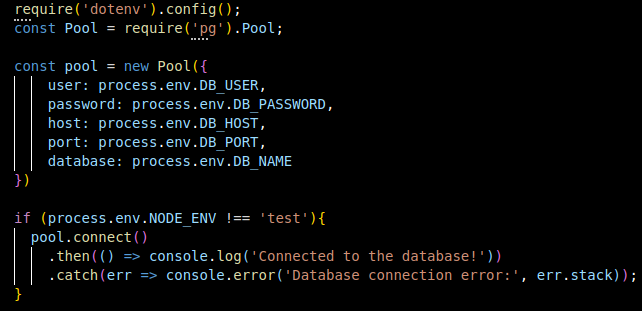 require('dotenv').config();
const Pool = require('pg').Pool;
const pool = new Pool({
user: process.env.DB_USER,
password: process.env.DB_PASSWORD,
host: process.env.DB_HOST,
port: process.env.DB_PORT,
database: process.env.DB_NAME
})
if (process.env.NODE_ENV !== 'test'){
pool.connect()
.then(() => console.log('Connected to the database!'))
.catch(err => console.error('Database connection error:', err.stack));
}